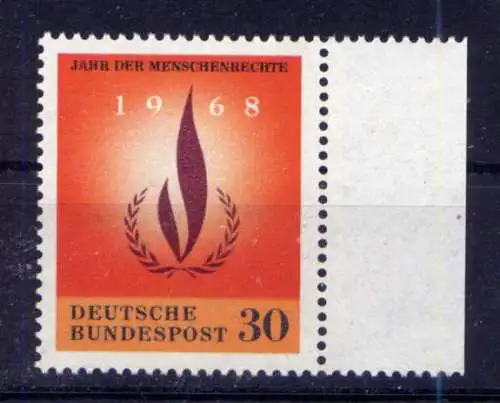 JAHR DER MENSCHENRECHTE
1968
DEUTSCHE
BUNDESPOST 30